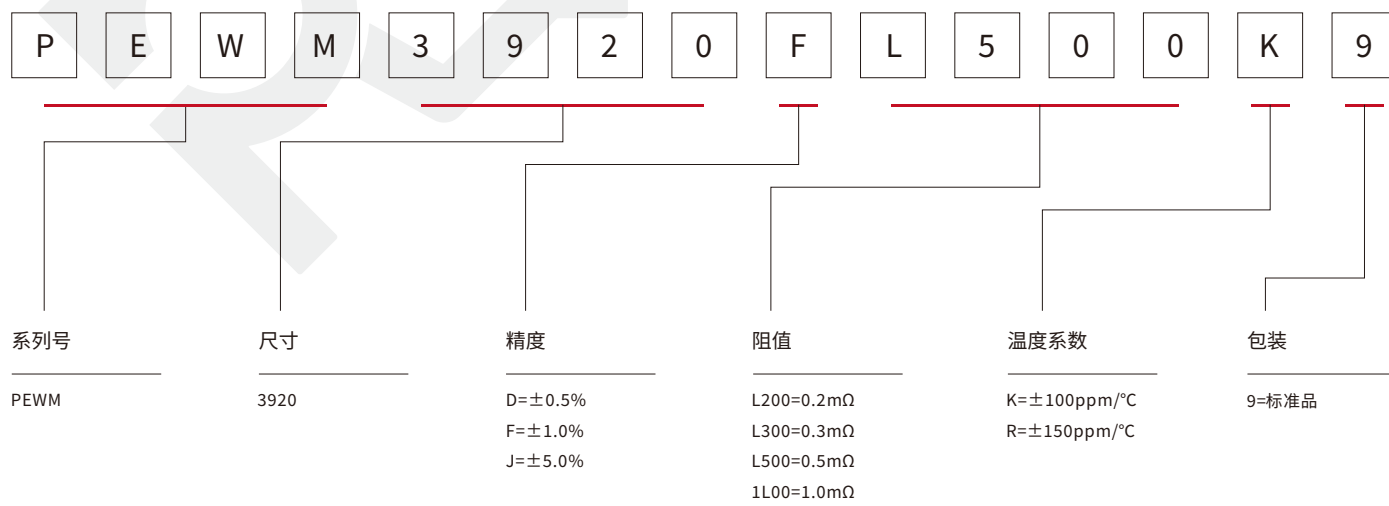 P E W M 3 9 2 0 F L 5 0 0 K 9
系列号 尺寸 精度 阻值 温度系数 包装
PEWM 3920 D=±0.5% L200=0.2mΩ K=±100ppm/°C 9=标准品
F=±1.0% L300=0.3mΩ R=±150ppm/°C
J=±5.0% L500=0.5mΩ
1L00=1.0mΩ